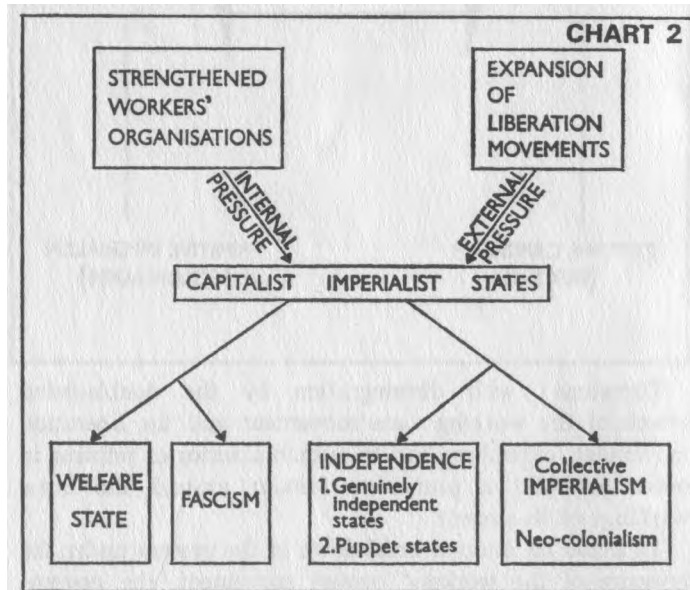 CHART 2
STRENGTHENED
WORKERS'
ORGANISATIONS
EXPANSION
OF
LIBERATION
MOVEMENTS
INTERNAL
PRESSURE
EXTERNAL
PRESSURE
CAPITALIST IMPERIALIST STATES
WELFARE
STATE
FASCISM
INDEPENDENCE
1. Genuinely
Independent
states
2. Puppet states
Collective
IMPERIALISM
Neo-colonialism